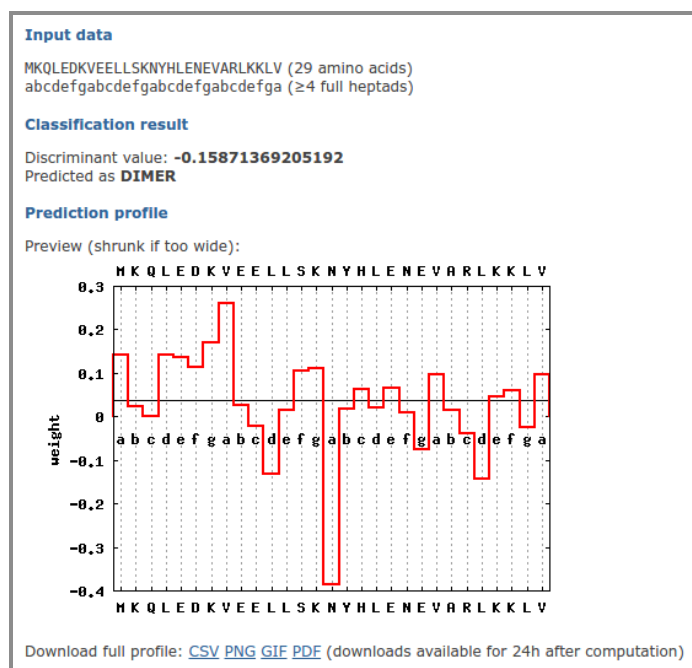 Input data
MKQLEDKVEELLSKNYHLENEVARLKKLV (29 amino acids)
abcdefgabcdefgabcdefgabcdefga (≥4 full heptads)
Classification result
Discriminant value: -0.15871369205192
Predicted as DIMER
Prediction profile
Preview (shrunk if too wide):
M K Q L E D K V E E L L S K N Y H L E N E V A R L K K L V
0.3
0.2
0.1
0
-0.1
-0.2
-0.3
-0.4
weight
a b c d e f g a b c d e f g a b c d e f g a b c d e f g a
M K Q L E D K V E E L L S K N Y H L E N E V A R L K K L V
Download full profile: CSV PNG GIF PDF (downloads available for 24h after computation)